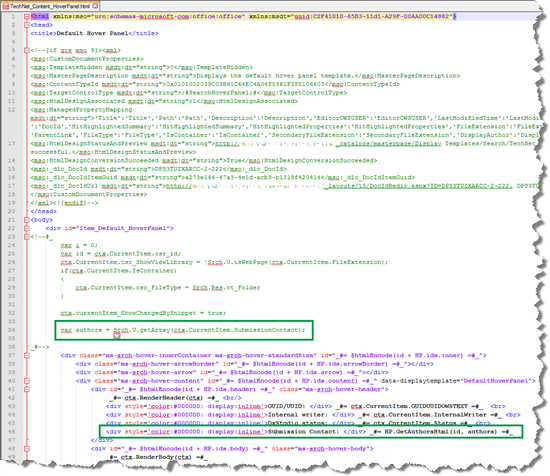 TechNet_Content_HoverPanel.html
1 <html xmlns:mso="urn:schemas-microsoft-com:office:office" xmlns:msdt="uuid:C2F41010-65B3-11d1-A29F-00AA00C14882">
2 <head>
3 <title>Default Hover Panel</title>
4
5 <!--[if gte mso 9]><xml>
6 <mso:CustomDocumentProperties>
7 <mso:TemplateHidden msdt:dt="string">0</mso:TemplateHidden>
8 <mso:MasterPageDescription msdt:dt="string">Displays the default hover panel template.</mso:MasterPageDescription>
9 <mso:ContentTypeId msdt:dt="string"></mso:ContentTypeId>
10 <mso:TargetControlType msdt:dt="string">;#SearchHoverPanel;#</mso:TargetControlType>
11 <mso:HtmlDesignAssociated msdt:dt="string">1</mso:HtmlDesignAssociated>
12 <mso:ManagedPropertyMapping
msdt:dt="string">'Title':'Title','Path':'Path','Description':'Description','EditorOWSUSER':'EditorOWSUSER','LastModifiedTime':'LastModif
':'DocId','HitHighlightedSummary':'HitHighlightedSummary','HitHighlightedProperties':'HitHighlightedProperties','FileExtension':'FileExt
'ParentLink','FileType':'FileType','IsContainer':'IsContainer','SecondaryFileExtension':'SecondaryFileExtension','DisplayAuthor':'Displa
13 <mso:HtmlDesignStatusAndPreview msdt:dt="string">http:/ _catalogs/masterpage/Display Templates/Search/TechNet
successful.</mso:HtmlDesignStatusAndPreview>
14 <mso:HtmlDesignConversionSucceeded msdt:dt="string">True</mso:HtmlDesignConversionSucceeded>
15 <mso:_dlc_DocId msdt:dt="string">DPS3TUIXARCC-2-222</mso:_dlc_DocId>
16 <mso:_dlc_DocIdItemGuid msdt:dt="string">a273e144-47a3-4e1d-acb9-b1319f420414</mso:_dlc_DocIdItemGuid>
17 <mso:_dlc_DocIdUrl msdt:dt="string">http:// /_layouts/15/DocIdRedir.aspx?ID=DPS3TUIXARCC-2-222, DPS3TU
18 </mso:CustomDocumentProperties>
19 </xml><![endif]-->
20 </head>
21 <body>
22 <div id="Item_Default_HoverPanel">
23 <!--#_
24 var i = 0;
25 var id = ctx.CurrentItem.csr_id;
26 ctx.CurrentItem.csr_ShowViewLibrary = !Srch.U.isWebPage(ctx.CurrentItem.FileExtension);
27 if(ctx.CurrentItem.IsContainer)
28 {
29 ctx.CurrentItem.csr_FileType = Srch.Res.ct_Folder
30 }
31
32 ctx.currentItem_ShowChangedBySnippet = true;
33
34 var authors = Srch.U.getArray(ctx.CurrentItem.SubmissionContact);
35
36 _#-->
37 <div class="ms-srch-hover-innerContainer ms-srch-hover-standardSize" id="_#= $htmlEncode(id + HP.ids.inner) =#_">
38 <div class="ms-srch-hover-arrowBorder" id="_#= $htmlEncode(id + HP.ids.arrowBorder) =#_"></div>
39 <div class="ms-srch-hover-arrow" id="_#= $htmlEncode(id + HP.ids.arrow) =#_"></div>
40 <div class="ms-srch-hover-content" id="_#= $htmlEncode(id + HP.ids.content) =#_" data-displaytemplate="DefaultHoverPanel">
41 <div id="_#= $htmlEncode(id + HP.ids.header) =#_" class="ms-srch-hover-header">
42 _#= ctx.RenderHeader(ctx) =#_ <br/>
43 <div style='color:#000000; display:inline'>GUID/UUID: </div> _#= ctx.CurrentItem.GUIDUUIDOWSTEXT =#_ <br>
44 <div style='color:#000000; display:inline'>Internal writer: </div> _#= ctx.CurrentItem.InternalWriter =#_ <br>
45 <div style='color:#000000; display:inline'>DxStudio status: </div> _#= ctx.CurrentItem.Status =#_ <br>
46 <div style='color:#000000; display:inline'>Submission Contact: </div> _#= HP.GetAuthorsHtml(id, authors) =#_
47 </div>
48 <div id="_#= $htmlEncode(id + HP.ids.body) =#_" class="ms-srch-hover-body">
49 _#= ctx.RenderBody(ctx) =#_